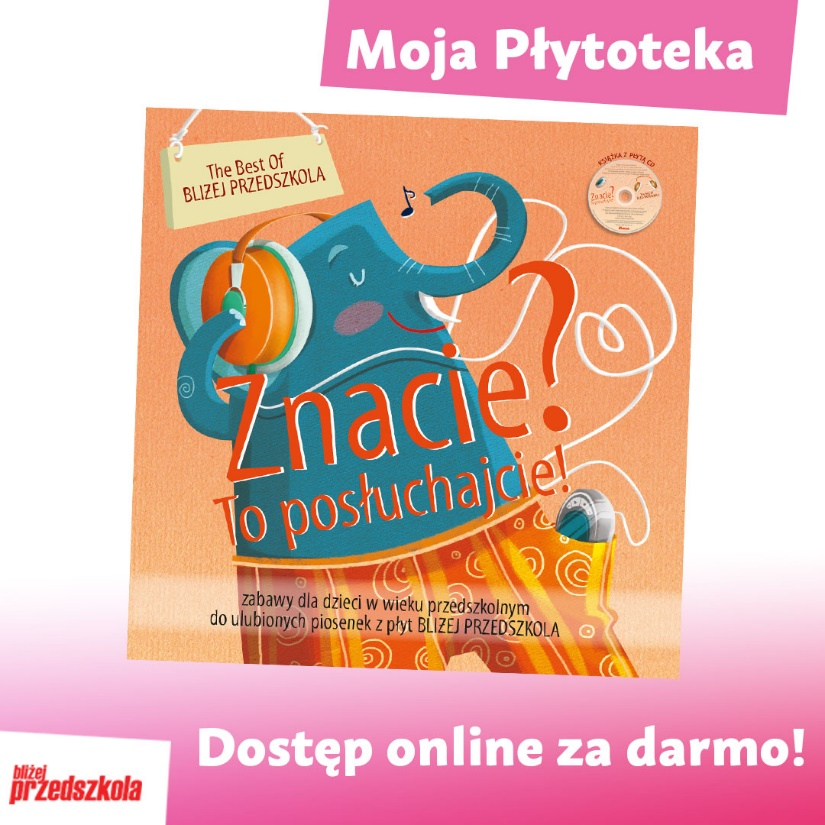 Moja Płytoteka
The Best Of
BLIŻEJ PRZEDSZKOLA
KSIĄŻKA Z PŁYTĄ CD
Znacie?
Znacie?
To posłuchajcie!
zabawy dla dzieci w wieku przedszkolnym
do ulubionych piosenek z płyt BLIŻEJ PRZEDSZKOLA
Dostęp online za darmo!
bliżej
przedszkola